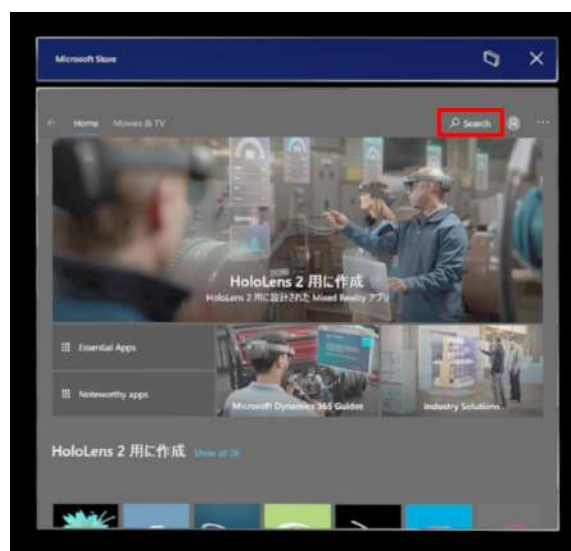 Microsoft Store
Home Movies & TV
Search
HoloLens 2 用に作成
HoloLens 2 用に設計された Mixed Reality アプリ
Essential Apps
Noteworthy apps
Microsoft Dynamics 365 Guides
Industry Solutions
HoloLens 2 用に作成 Show all 26